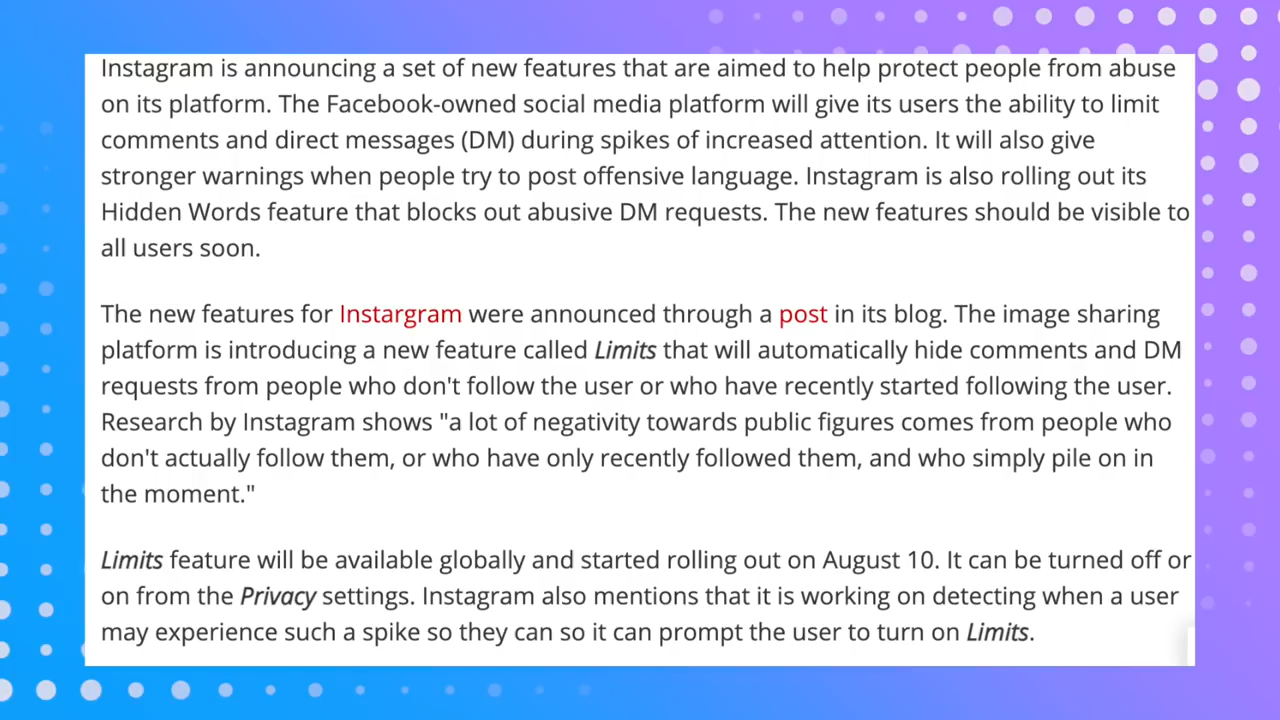 Instagram is announcing a set of new features that are aimed to help protect people from abuse
on its platform. The Facebook-owned social media platform will give its users the ability to limit
comments and direct messages (DM) during spikes of increased attention. It will also give
stronger warnings when people try to post offensive language. Instagram is also rolling out its
Hidden Words feature that blocks out abusive DM requests. The new features should be visible to
all users soon.
The new features for Instargram were announced through a post in its blog. The image sharing
platform is introducing a new feature called Limits that will automatically hide comments and DM
requests from people who don't follow the user or who have recently started following the user.
Research by Instagram shows "a lot of negativity towards public figures comes from people who
don't actually follow them, or who have only recently followed them, and who simply pile on in
the moment."
Limits feature will be available globally and started rolling out on August 10. It can be turned off or
on from the Privacy settings. Instagram also mentions that it is working on detecting when a user
may experience such a spike so they can so it can prompt the user to turn on Limits.